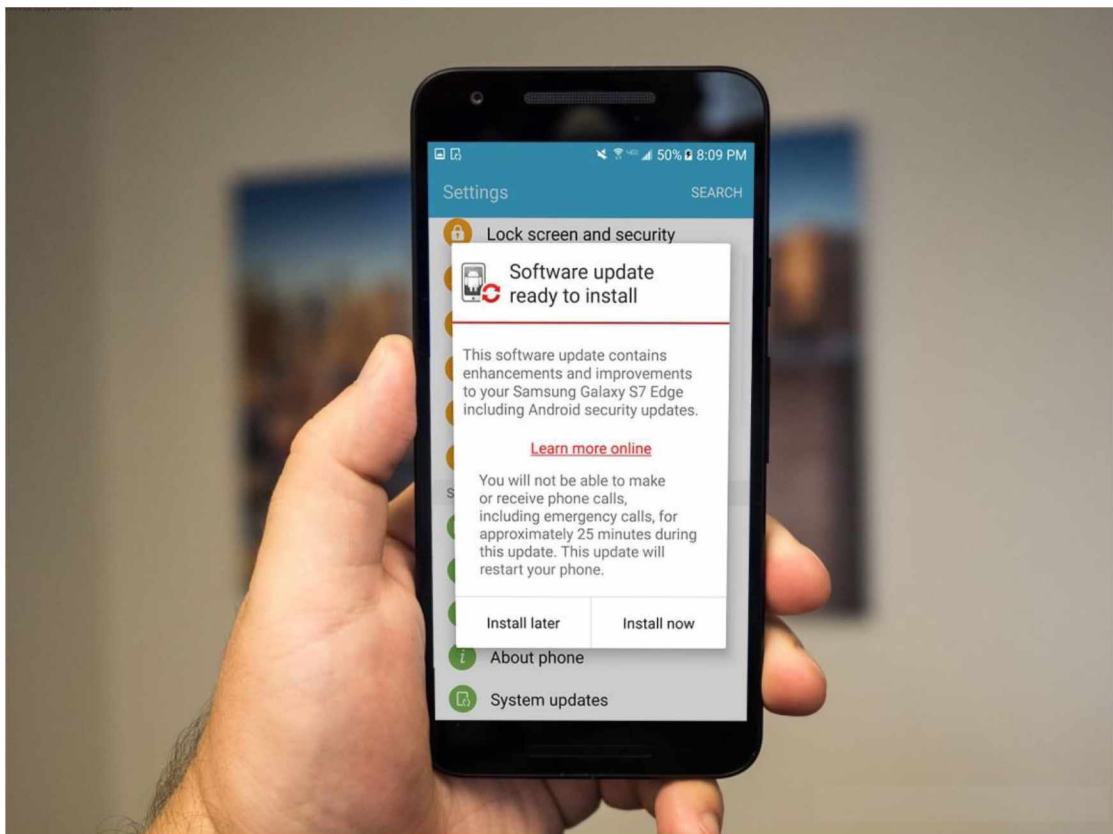 50% 8:09 PM
Settings SEARCH
Lock screen and security
Software update
ready to install
This software update contains
enhancements and improvements
to your Samsung Galaxy S7 Edge
including Android security updates.
Learn more online
You will not be able to make
or receive phone calls,
including emergency calls, for
approximately 25 minutes during
this update. This update will
restart your phone.
Install later Install now
About phone
System updates